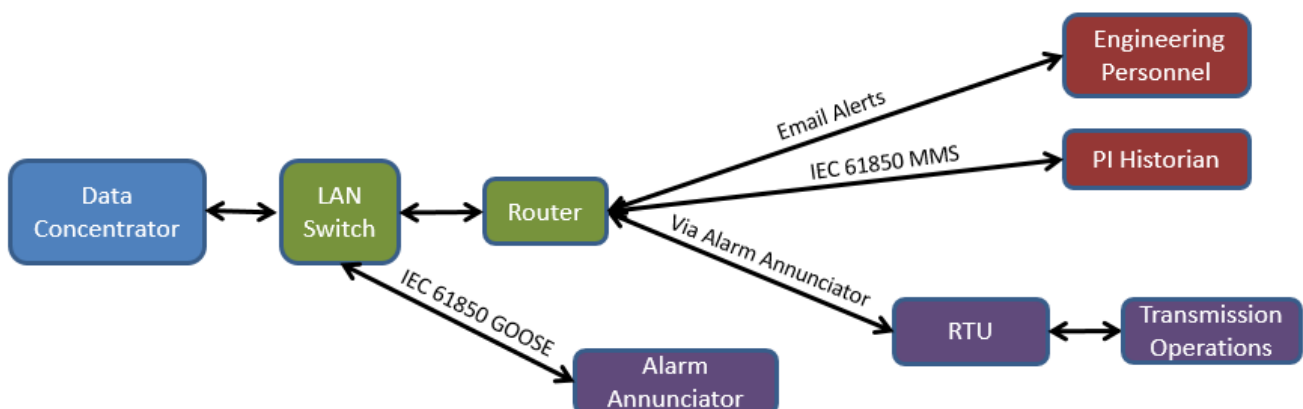 Engineering
Personnel
Email Alerts
IEC 61850 MMS
PI Historian
Data
Concentrator
LAN
Switch
Router
Via Alarm Annunciator
IEC 61850 GOOSE
RTU
Transmission
Operations
Alarm
Annunciator